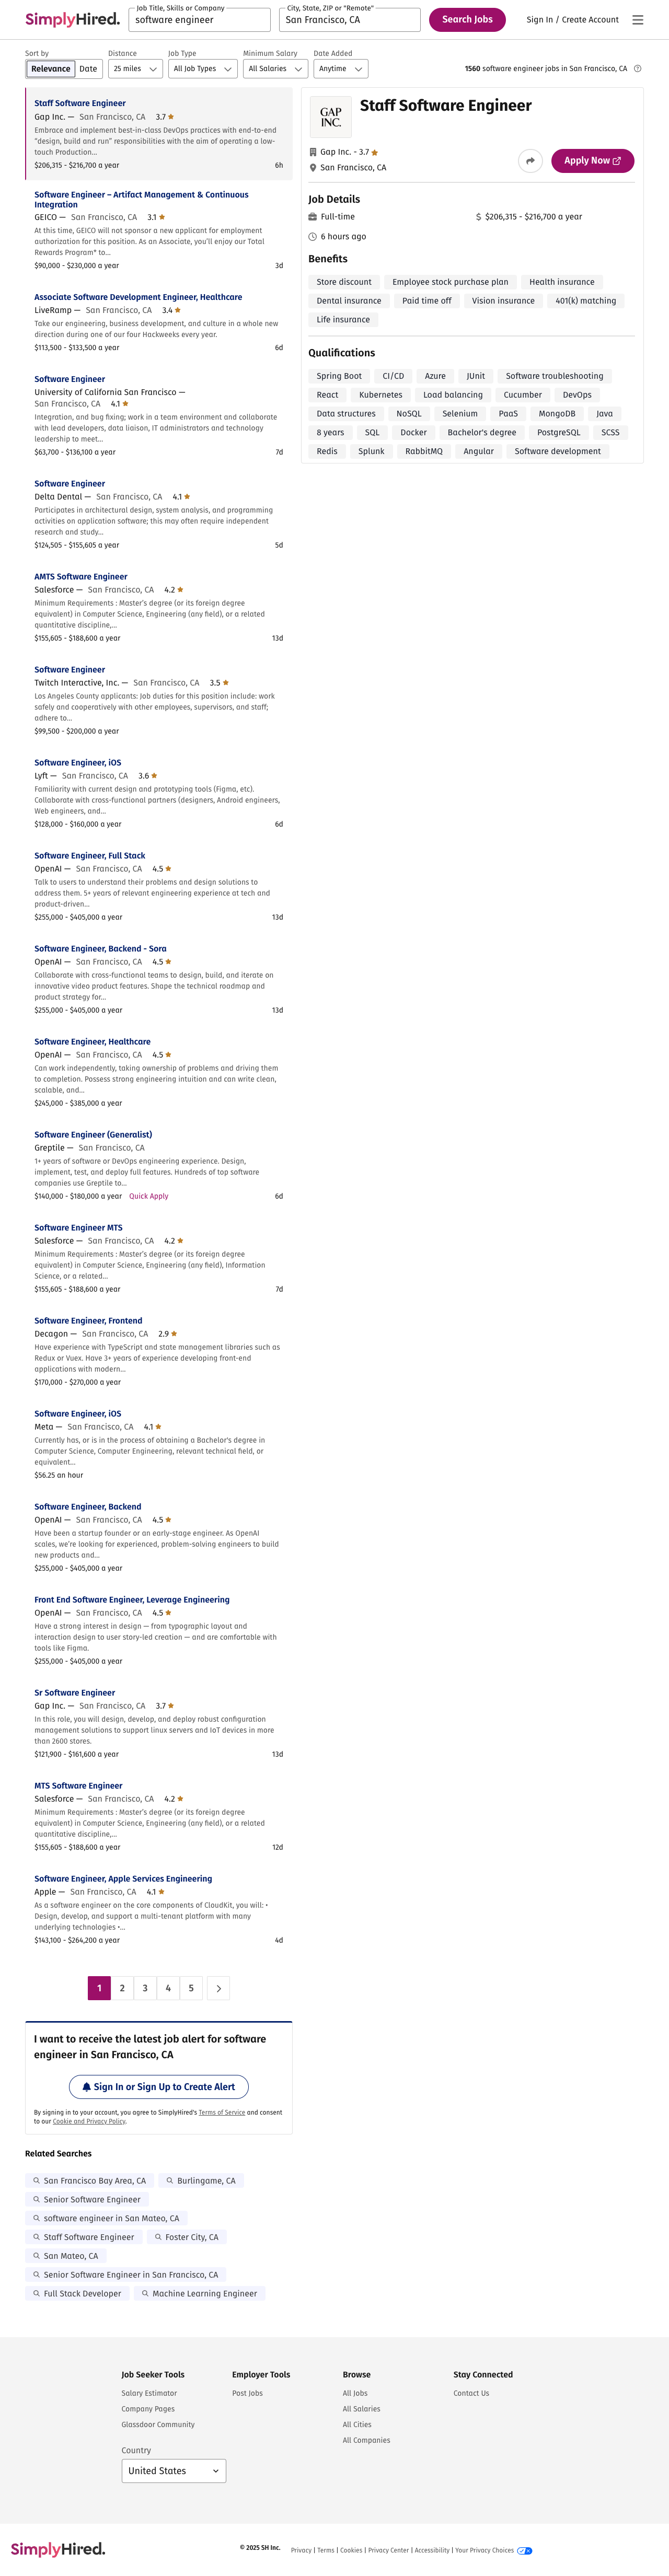 SimplyHired.
Job Title, Skills or Company
software engineer
City, State, ZIP or "Remote"
San Francisco, CA
Search Jobs
Sign In / Create Account
Sort by
Relevance Date
Distance
25 miles
Job Type
All Job Types
Minimum Salary
All Salaries
Date Added
Anytime
1560 software engineer jobs in San Francisco, CA
Staff Software Engineer
Gap Inc. — San Francisco, CA 3.7
Embrace and implement best-in-class DevOps practices with end-to-end
"design, build and run" responsibilities with the aim of operating a low-
touch Production...
$206,315 - $216,700 a year 6h
Software Engineer – Artifact Management & Continuous
Integration
GEICO — San Francisco, CA 3.1
At this time, GEICO will not sponsor a new applicant for employment
authorization for this position. As an Associate, you'll enjoy our Total
Rewards Program* to...
$90,000 - $230,000 a year 3d
Associate Software Development Engineer, Healthcare
LiveRamp — San Francisco, CA 3.4
Take our engineering, business development, and culture in a whole new
direction during one of our four Hackweeks every year.
$113,500 - $133,500 a year 6d
Software Engineer
University of California San Francisco —
San Francisco, CA 4.1
Integration, and bug fixing; work in a team environment and collaborate
with lead developers, data liaison, IT administrators and technology
leadership to meet...
$63,700 - $136,100 a year 7d
Software Engineer
Delta Dental — San Francisco, CA 4.1
Participates in architectural design, system analysis, and programming
activities on application software; this may often require independent
research and study...
$124,505 - $155,605 a year 5d
AMTS Software Engineer
Salesforce — San Francisco, CA 4.2
Minimum Requirements : Master's degree (or its foreign degree
equivalent) in Computer Science, Engineering (any field), or a related
quantitative discipline,...
$155,605 - $188,600 a year 13d
Software Engineer
Twitch Interactive, Inc. — San Francisco, CA 3.5
Los Angeles County applicants: Job duties for this position include: work
safely and cooperatively with other employees, supervisors, and staff;
adhere to...
$99,500 - $200,000 a year
Software Engineer, iOS
Lyft — San Francisco, CA 3.6
Familiarity with current design and prototyping tools (Figma, etc).
Collaborate with cross-functional partners (designers, Android engineers,
Web engineers, and...
$128,000 - $160,000 a year 6d
Software Engineer, Full Stack
OpenAI — San Francisco, CA 4.5
Talk to users to understand their problems and design solutions to
address them. 5+ years of relevant engineering experience at tech and
product-driven...
$255,000 - $405,000 a year 13d
Software Engineer, Backend - Sora
OpenAI — San Francisco, CA 4.5
Collaborate with cross-functional teams to design, build, and iterate on
innovative video product features. Shape the technical roadmap and
product strategy for...
$255,000 - $405,000 a year 13d
Software Engineer, Healthcare
OpenAI — San Francisco, CA 4.5
Can work independently, taking ownership of problems and driving them
to completion. Possess strong engineering intuition and can write clean,
scalable, and...
$245,000 - $385,000 a year
Software Engineer (Generalist)
Greptile — San Francisco, CA
1+ years of software or DevOps engineering experience. Design,
implement, test, and deploy full features. Hundreds of top software
companies use Greptile to...
$140,000 - $180,000 a year Quick Apply 6d
Software Engineer MTS
Salesforce — San Francisco, CA 4.2
Minimum Requirements : Master's degree (or its foreign degree
equivalent) in Computer Science, Engineering (any field), Information
Science, or a related...
$155,605 - $188,600 a year 7d
Software Engineer, Frontend
Decagon — San Francisco, CA 2.9
Have experience with TypeScript and state management libraries such as
Redux or Vuex. Have 3+ years of experience developing front-end
applications with modern...
$170,000 - $270,000 a year
Software Engineer, iOS
Meta — San Francisco, CA 4.1
Currently has, or is in the process of obtaining a Bachelor's degree in
Computer Science, Computer Engineering, relevant technical field, or
equivalent...
$56.25 an hour
Software Engineer, Backend
OpenAI — San Francisco, CA 4.5
Have been a startup founder or an early-stage engineer. As OpenAI
scales, we're looking for experienced, problem-solving engineers to build
new products and...
$255,000 - $405,000 a year
Front End Software Engineer, Leverage Engineering
OpenAI — San Francisco, CA 4.5
Have a strong interest in design — from typographic layout and
interaction design to user story-led creation — and are comfortable with
tools like Figma.
$255,000 - $405,000 a year
Sr Software Engineer
Gap Inc. — San Francisco, CA 3.7
In this role, you will design, develop, and deploy robust configuration
management solutions to support linux servers and IoT devices in more
than 2600 stores.
$121,900 - $161,600 a year 13d
MTS Software Engineer
Salesforce — San Francisco, CA 4.2
Minimum Requirements : Master's degree (or its foreign degree
equivalent) in Computer Science, Engineering (any field), or a related
quantitative discipline,...
$155,605 - $188,600 a year 12d
Software Engineer, Apple Services Engineering
Apple — San Francisco, CA 4.1
As a software engineer on the core components of CloudKit, you will: •
Design, develop, and support a multi-tenant platform with many
underlying technologies •...
$143,100 - $264,200 a year 4d
1 2 3 4 5
I want to receive the latest job alert for software
engineer in San Francisco, CA
Sign In or Sign Up to Create Alert
By signing in to your account, you agree to SimplyHired's Terms of Service and consent
to our Cookie and Privacy Policy.
Related Searches
San Francisco Bay Area, CA Burlingame, CA
Senior Software Engineer
software engineer in San Mateo, CA
Staff Software Engineer Foster City, CA
San Mateo, CA
Senior Software Engineer in San Francisco, CA
Full Stack Developer Machine Learning Engineer
GAP
INC.
Staff Software Engineer
Gap Inc. - 3.7
San Francisco, CA
Apply Now
Job Details
Full-time $206,315 - $216,700 a year
6 hours ago
Benefits
Store discount Employee stock purchase plan Health insurance
Dental insurance Paid time off Vision insurance 401(k) matching
Life insurance
Qualifications
Spring Boot CI/CD Azure JUnit Software troubleshooting
React Kubernetes Load balancing Cucumber DevOps
Data structures NoSQL Selenium PaaS MongoDB Java
8 years SQL Docker Bachelor's degree PostgreSQL SCSS
Redis Splunk RabbitMQ Angular Software development
Job Seeker Tools
Salary Estimator
Company Pages
Glassdoor Community
Employer Tools
Post Jobs
Browse
All Jobs
All Salaries
All Cities
All Companies
Stay Connected
Contact Us
Country
United States
SimplyHired.
© 2025 SH Inc. Privacy | Terms | Cookies | Privacy Center | Accessibility | Your Privacy Choices